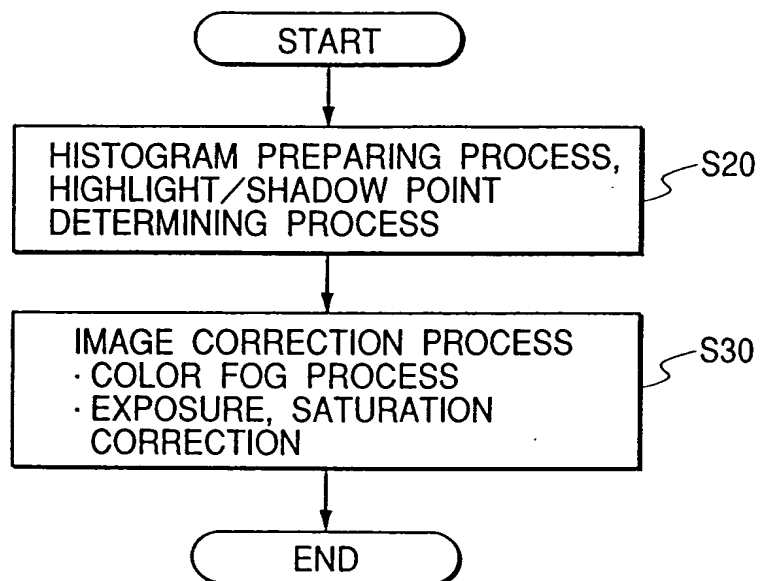 START
HISTOGRAM PREPARING PROCESS,
HIGHLIGHT/SHADOW POINT
DETERMINING PROCESS
S20
IMAGE CORRECTION PROCESS
· COLOR FOG PROCESS
· EXPOSURE, SATURATION
CORRECTION
S30
END